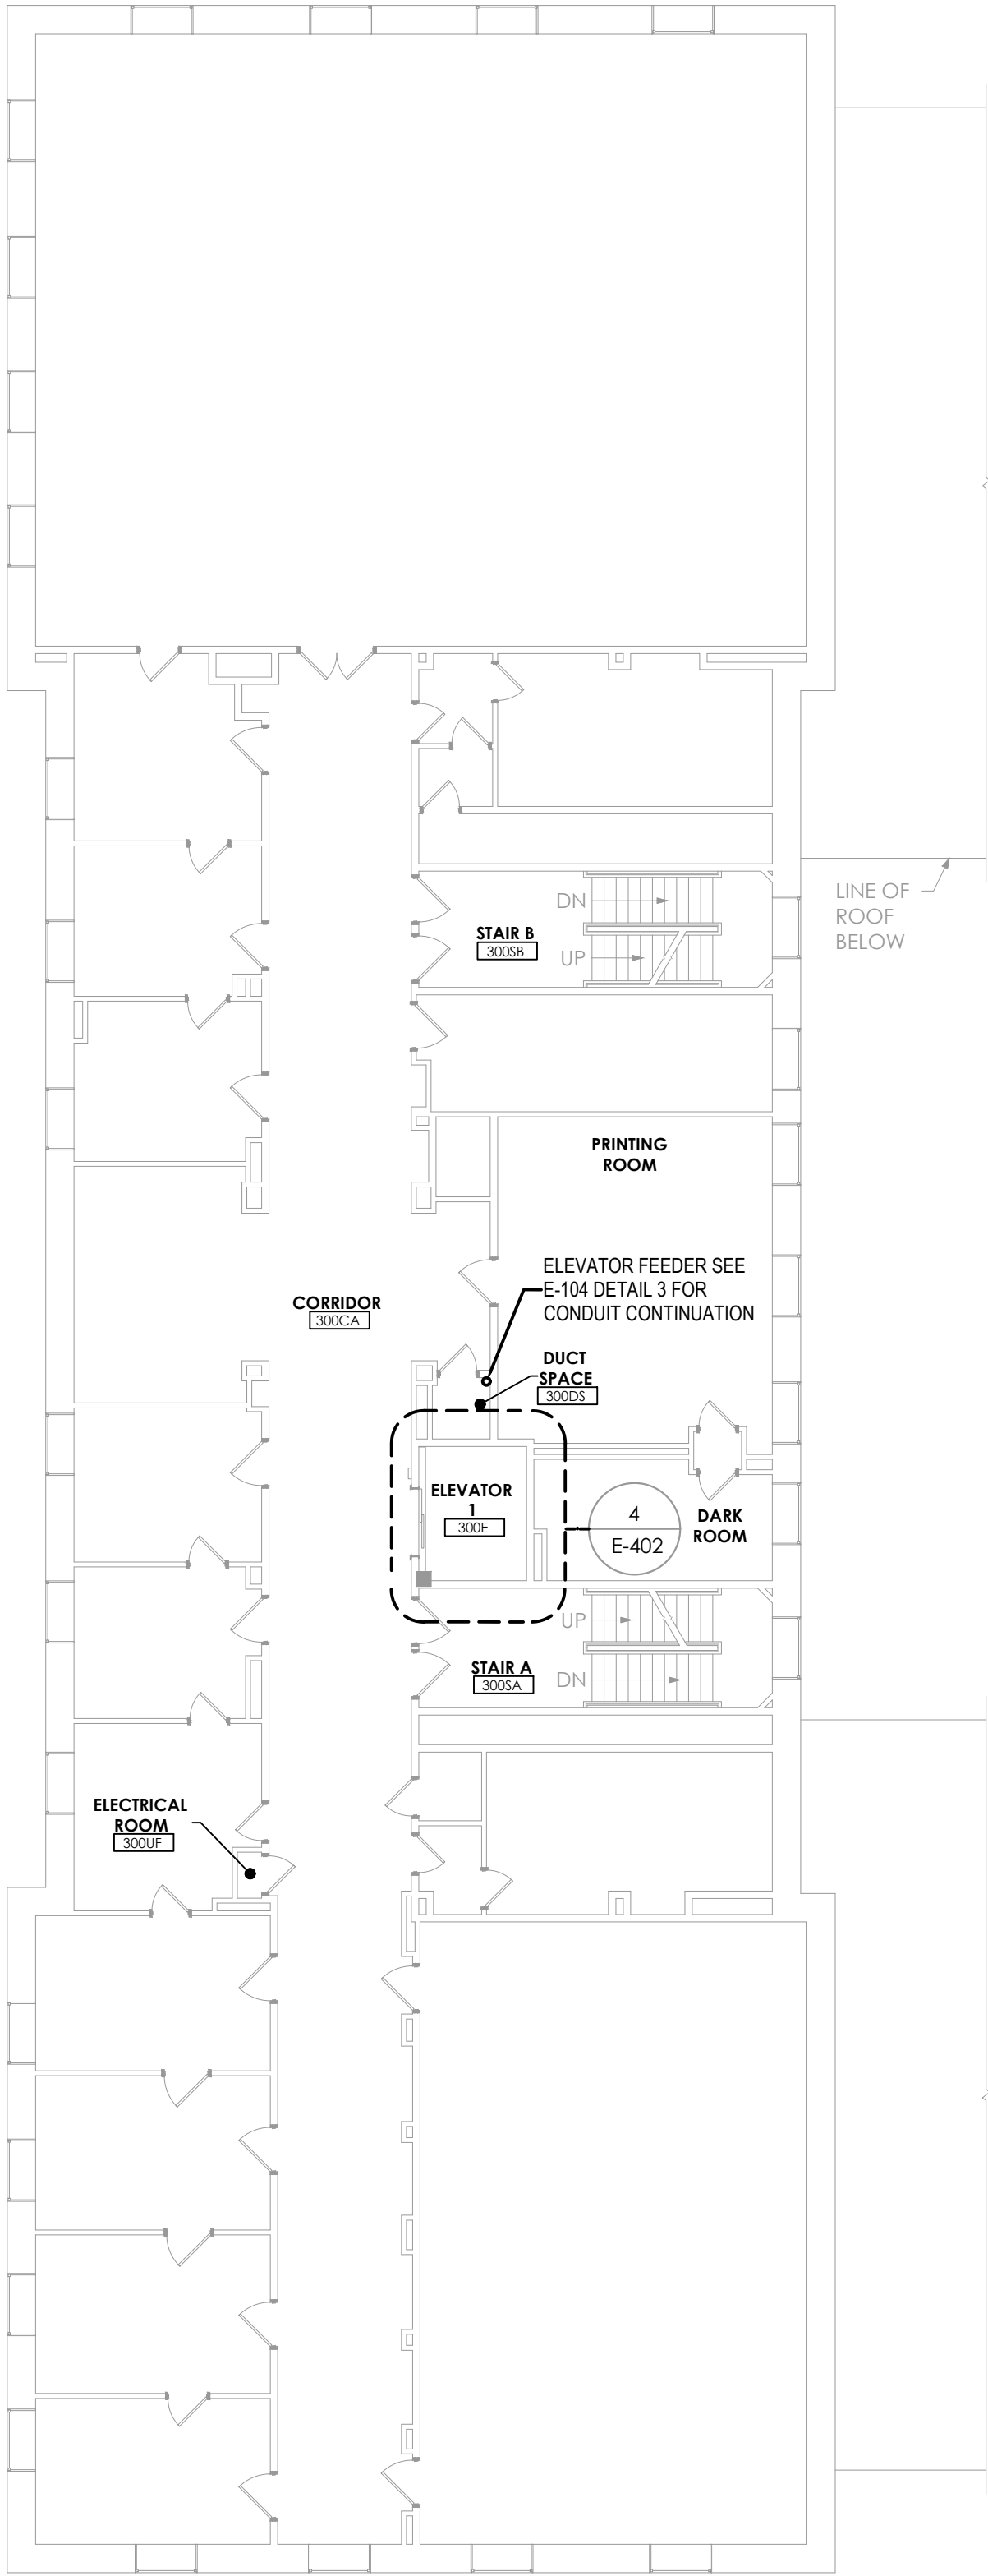 LINE OF
ROOF
BELOW
DN
STAIR B
300SB
UP
PRINTING
ROOM
ELEVATOR FEEDER SEE
E-104 DETAIL 3 FOR
CONDUIT CONTINUATION
CORRIDOR
300CA
DUCT
SPACE
300DS
ELEVATOR
1
300E
4
E-402
DARK
ROOM
UP
STAIR A
300SA
DN
ELECTRICAL
ROOM
300UF